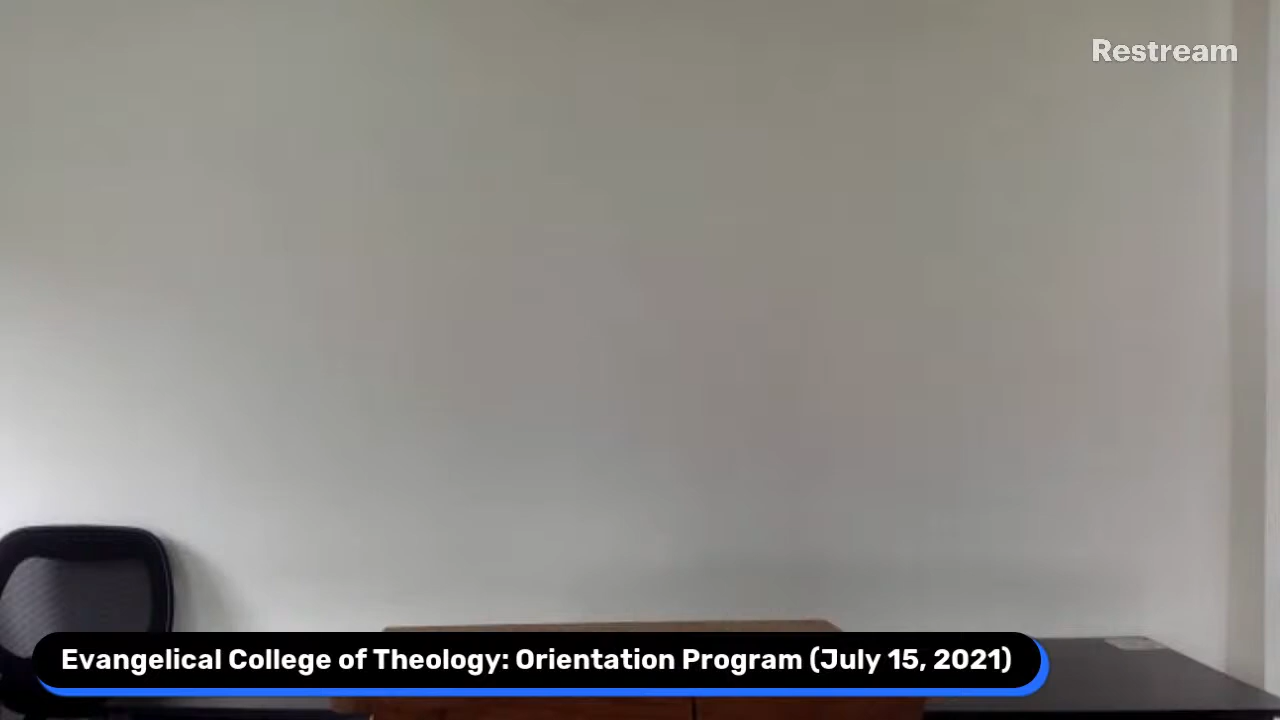 Restream
Evangelical College of Theology: Orientation Program (July 15, 2021)